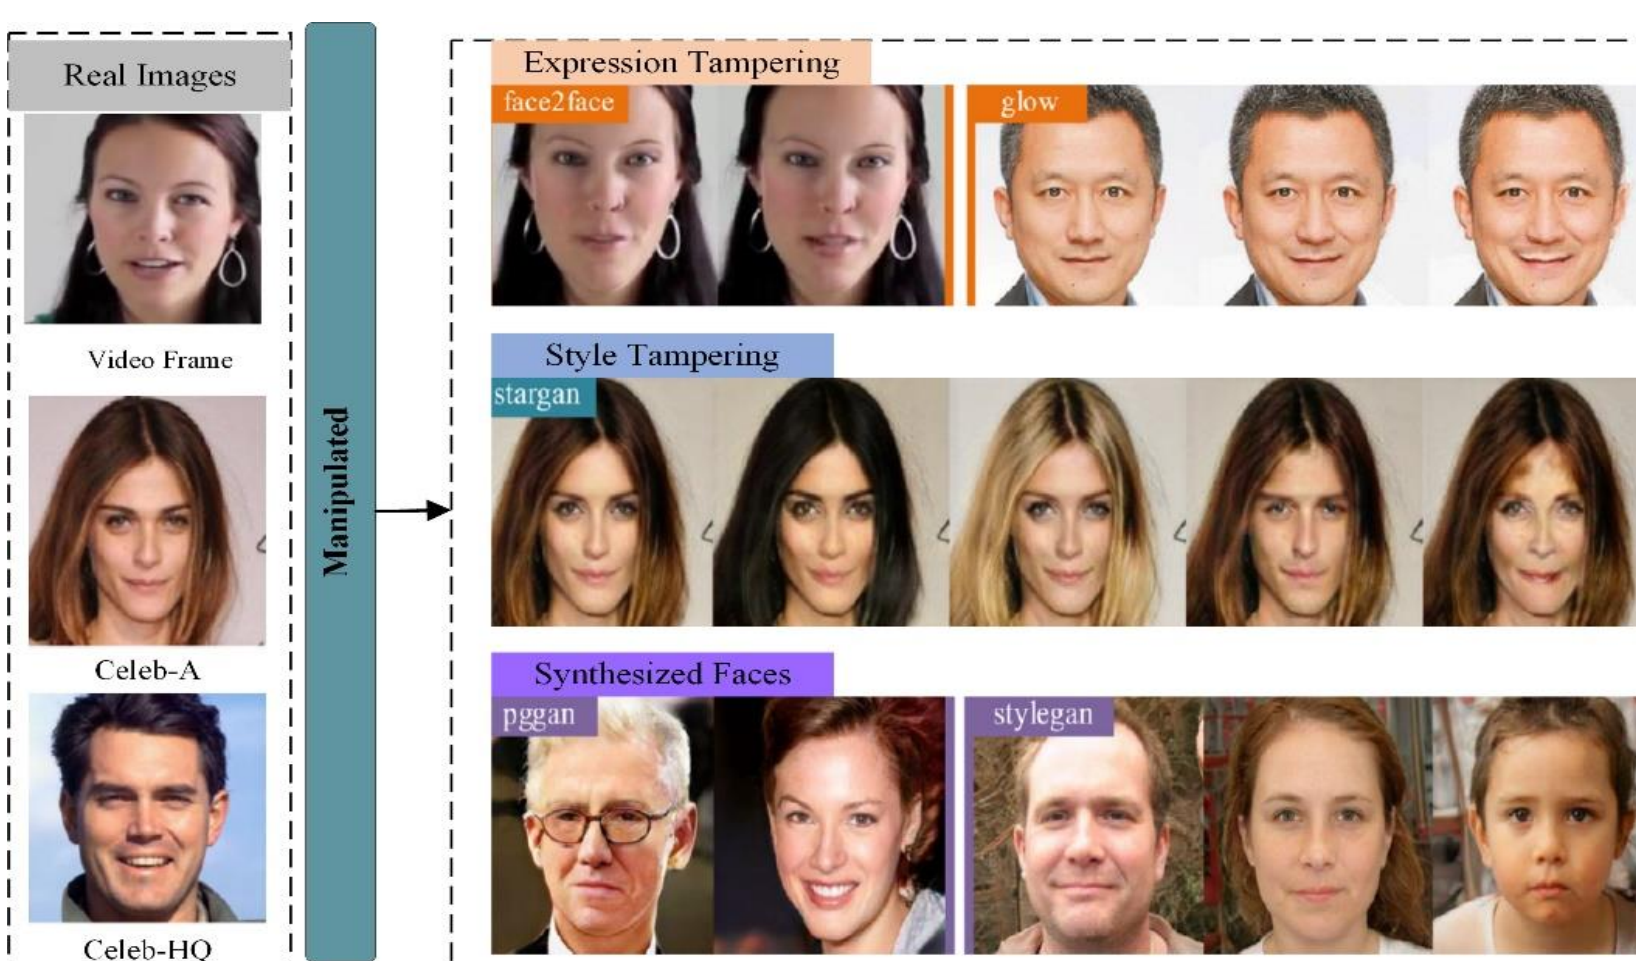 Real Images
Video Frame
Celeb-A
Celeb-HQ
Manipulated
Expression Tampering
face2face
glow
Style Tampering
stargan
Synthesized Faces
pggan
stylegan